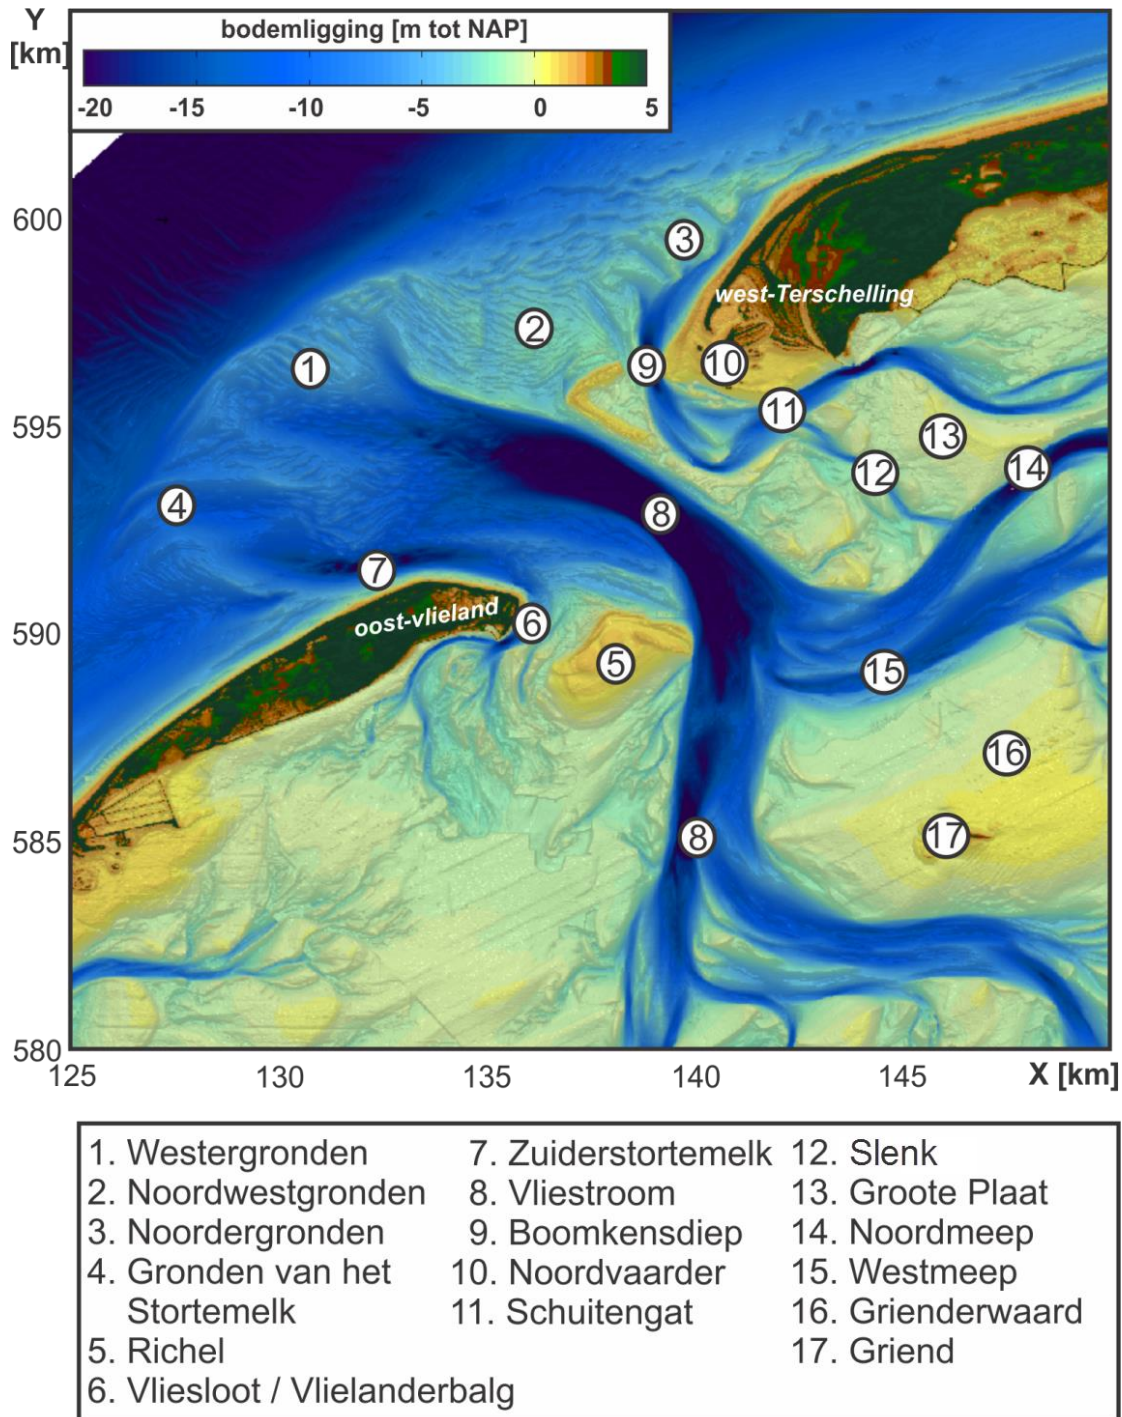 Y
[km]
bodemligging [m tot NAP]
-20 -15 -10 -5 0 5
600
595
590
585
580
125 130 135 140 145 X [km]
3
west-Terschelling
2
1
9
10
11
13
12
14
4
8
7
oost-vlieland
6
5
15
16
17
8
1. Westergronden
2. Noordwestgronden
3. Noordergronden
4. Gronden van het
Stortemelk
5. Richel
6. Vliesloot / Vlielanderbalg
7. Zuiderstortemelk
8. Vliestroom
9. Boomkensdiep
10. Noordvaarder
11. Schuitengat
12. Slenk
13. Groote Plaat
14. Noordmeep
15. Westmeep
16. Grienderwaard
17. Griend